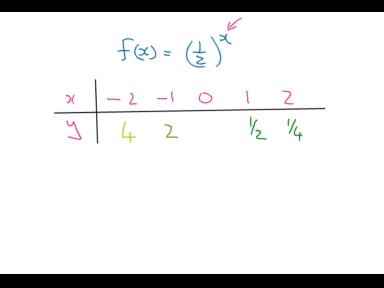 f(x) = (1/2)^x
x -2 -1 0 1 2
y 4 2 1/2 1/4